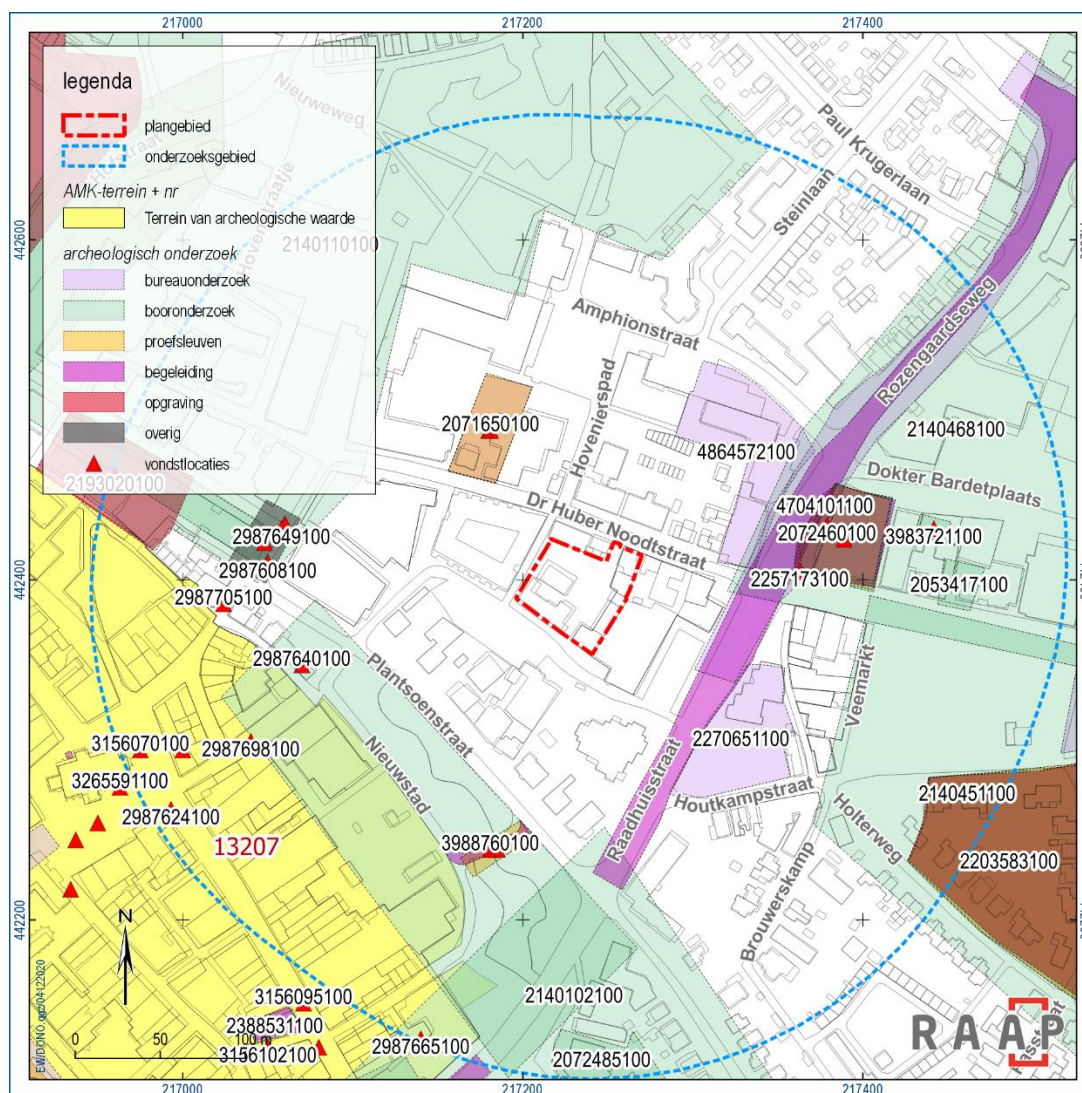 217000
217200
217400
legenda
plangebied
onderzoeksgebied
AMK-terrein + nr
Terrein van archeologische waarde
archeologisch onderzoek
bureauonderzoek
booronderzoek
proefsleuven
begeleiding
opgraving
overig
vondstlocaties
2193020100
Nieuweweg
2140110100
Paul Krugerlaan
Steinlaan
442600
Rozengaardseweg
Amphionstraat
Hovenierspad
2071650100
4864572100
2140468100
Dokter Bardetplaats
Dr Huber Noodtstraat
4704101100
2072460100
3983721100
2987649100
2987608100
2257173100
2053417100
442400
2987705100
2987640100
Plantsoenstraat
Veemarkt
3156070100
2987698100
Nieuwstad
2270651100
3265591100
2987624100
Raadhuisstraat
Houtkampstraat
2140451100
13207
3988760100
Holterweg
2203583100
Brouwerskamp
442200
N
2140102100
3156095100
2388531100
0
100 m
3156102100
2987665100
2072485100
RAAP
217000
217200
217400